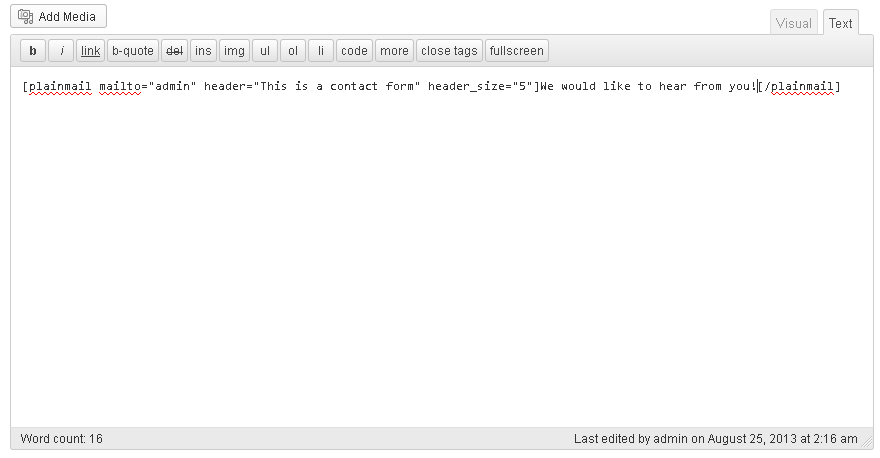 Add Media
Visual Text
b i link b-quote del ins img ul ol li code more close tags fullscreen
[plainmail mailto="admin" header="This is a contact form" header_size="5"]We would like to hear from you![/plainmail]
Word count: 16 Last edited by admin on August 25, 2013 at 2:16 am